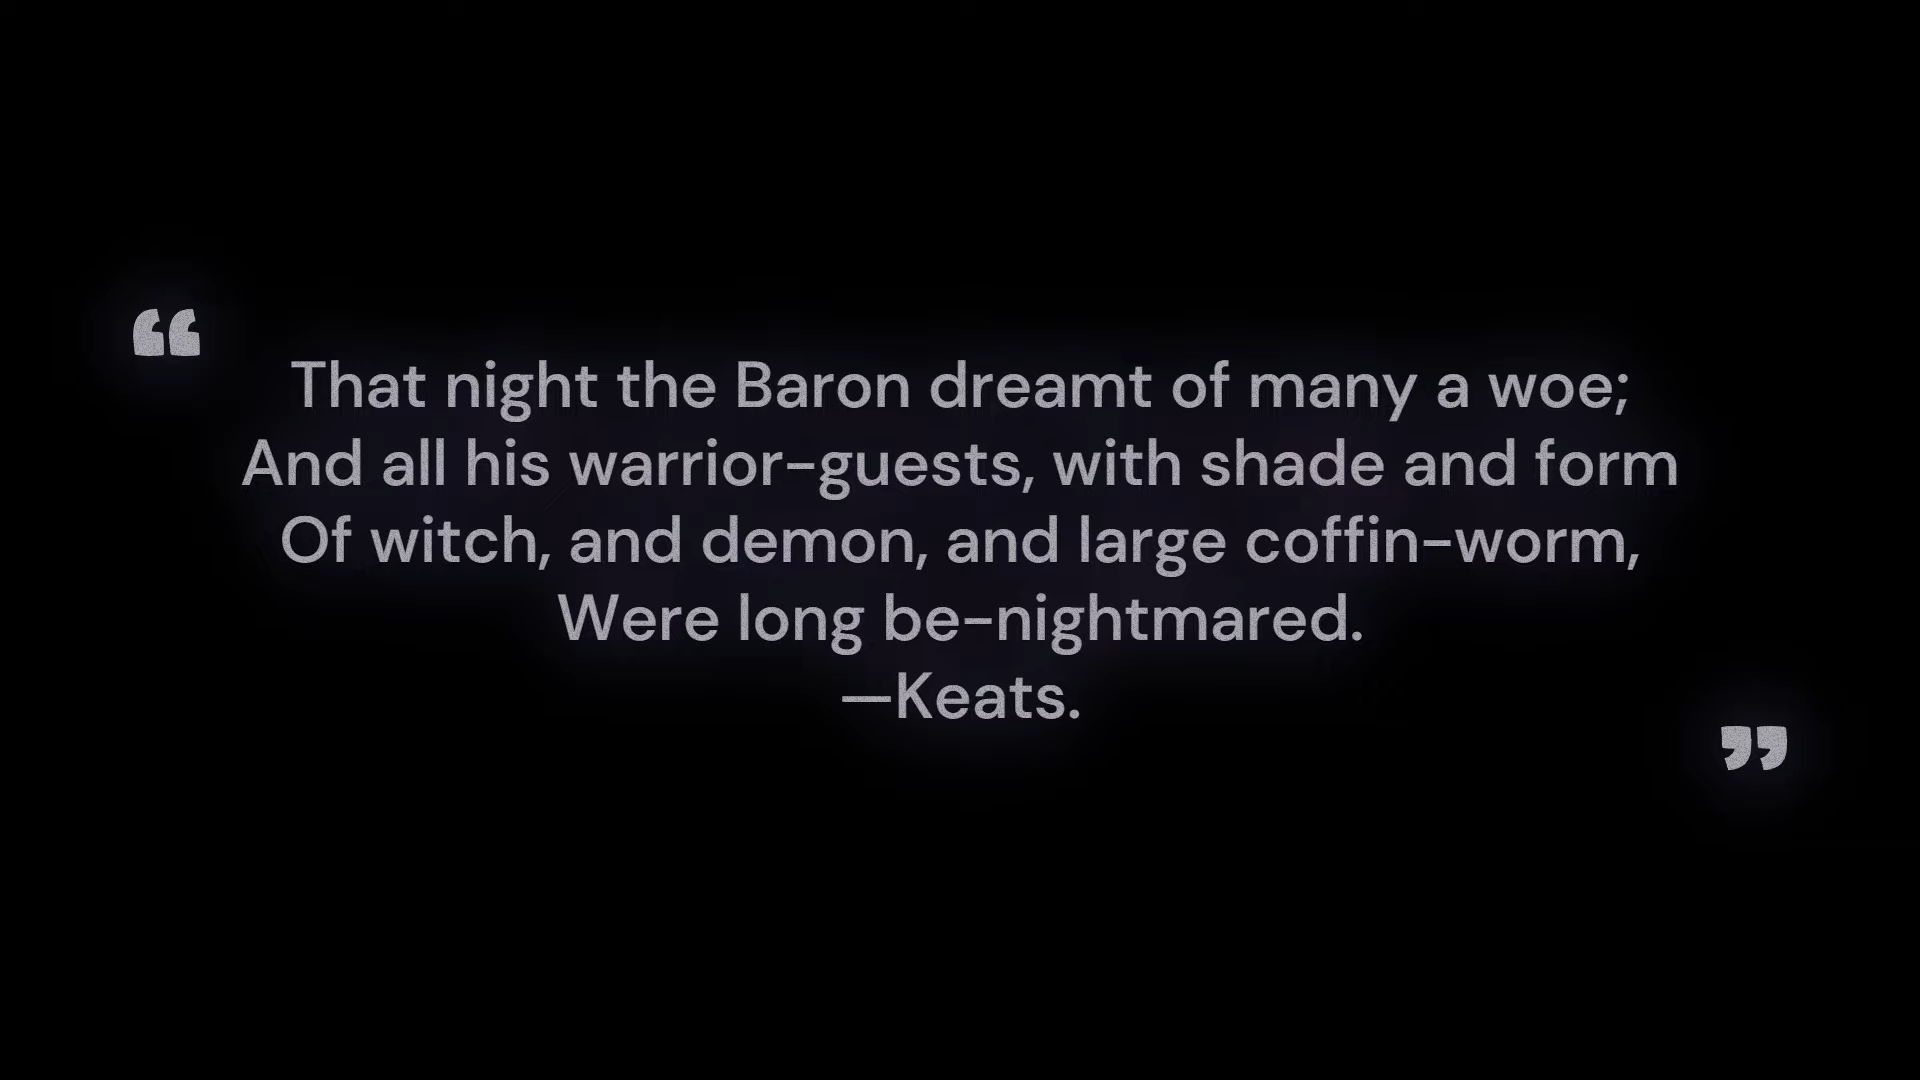 “
That night the Baron dreamt of many a woe;
And all his warrior-guests, with shade and form
Of witch, and demon, and large coffin-worm,
Were long be-nightmared.
—Keats.
”